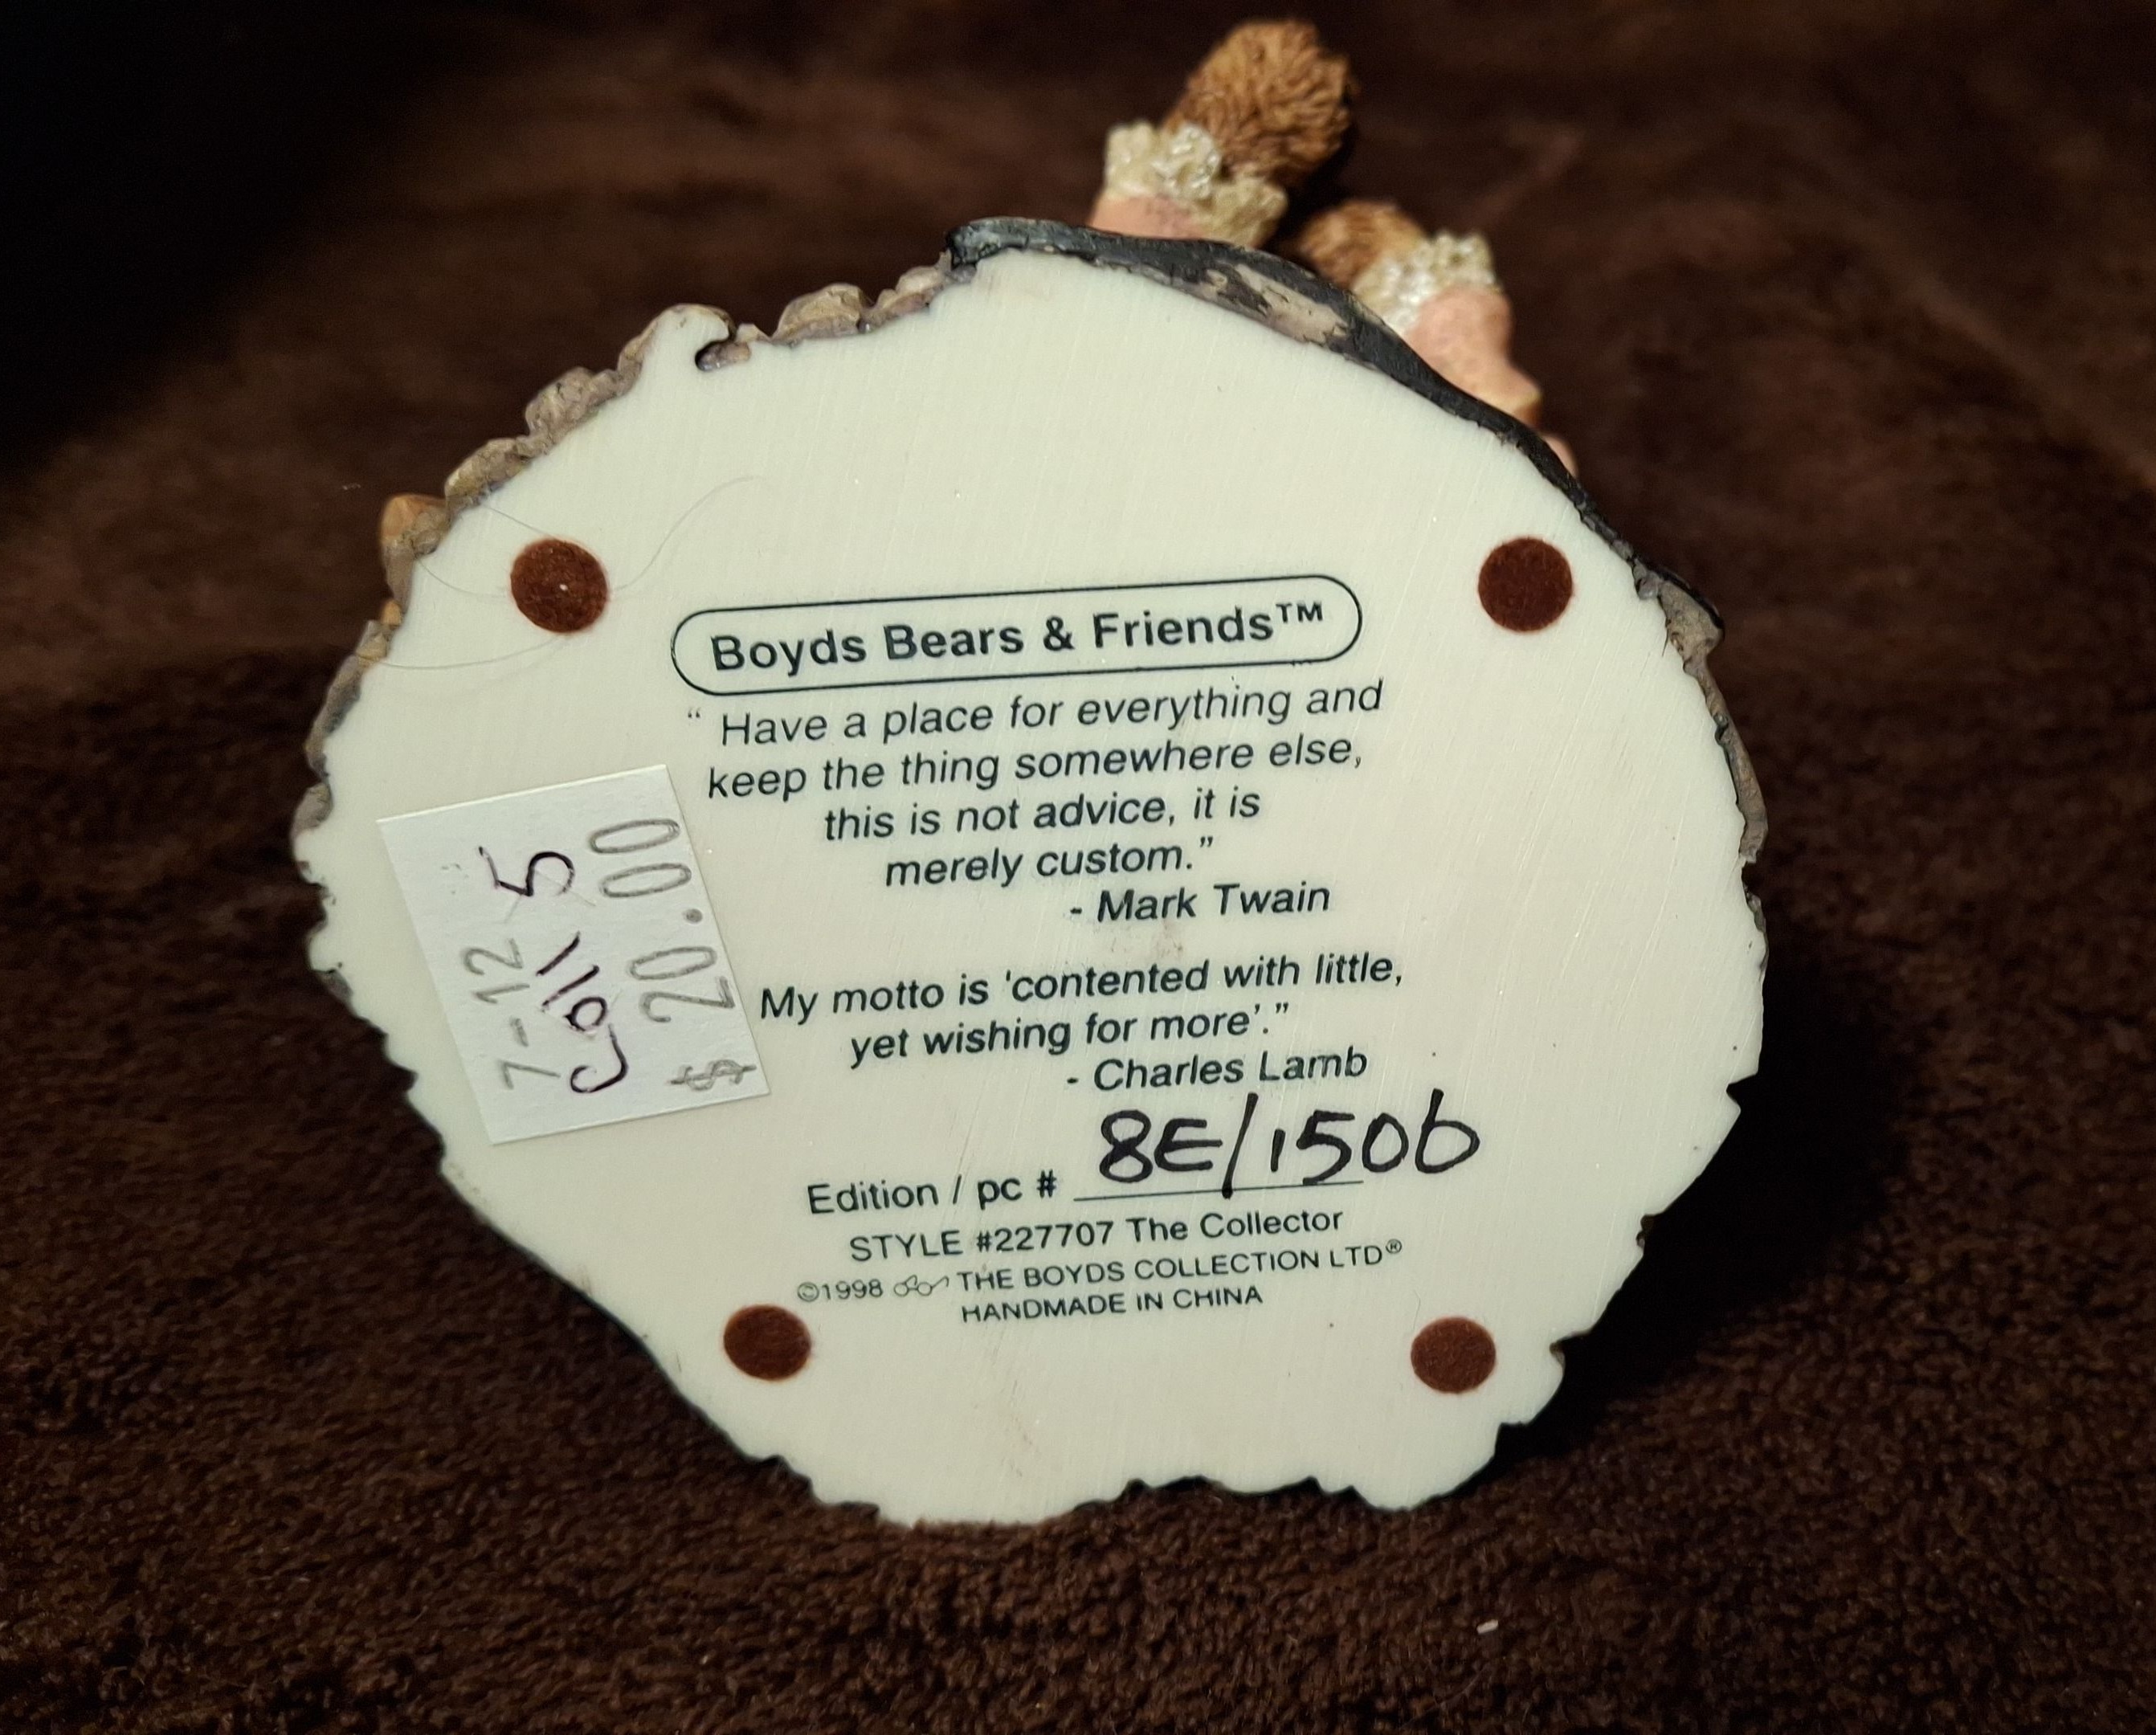 Boyds Bears & Friends™
“ Have a place for everything and
keep the thing somewhere else,
this is not advice, it is
merely custom.”
- Mark Twain
My motto is ‘contented with little,
yet wishing for more’.”
- Charles Lamb
Edition / pc # 8E/1506
STYLE #227707 The Collector
©1998 THE BOYDS COLLECTION LTD®
HANDMADE IN CHINA
7-12
Coll 5
$ 20.00